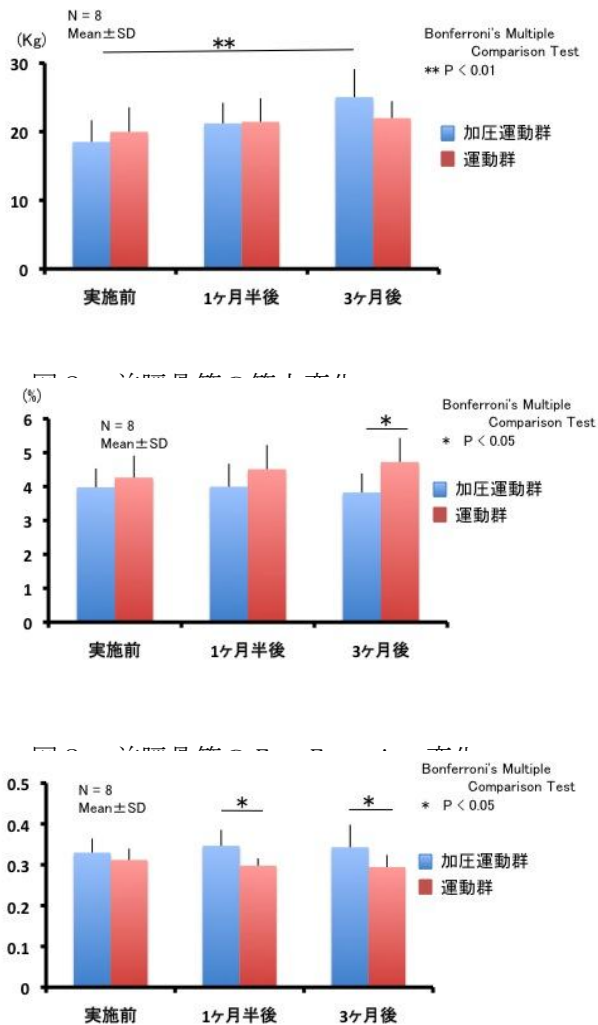 N = 8
(Kg)
Mean±SD
Bonferroni's Multiple
Comparison Test
** P < 0.01
**
30
20
10
0
加圧運動群
運動群
実施前 1ヶ月半後 3ヶ月後
(%)
N = 8
Mean±SD
Bonferroni's Multiple
Comparison Test
* P < 0.05
*
6
5
4
3
2
1
0
加圧運動群
運動群
実施前 1ヶ月半後 3ヶ月後
Bonferroni's Multiple
Comparison Test
* P < 0.05
N = 8
Mean±SD
* *
0.5
0.4
0.3
0.2
0.1
0
加圧運動群
運動群
実施前 1ヶ月半後 3ヶ月後